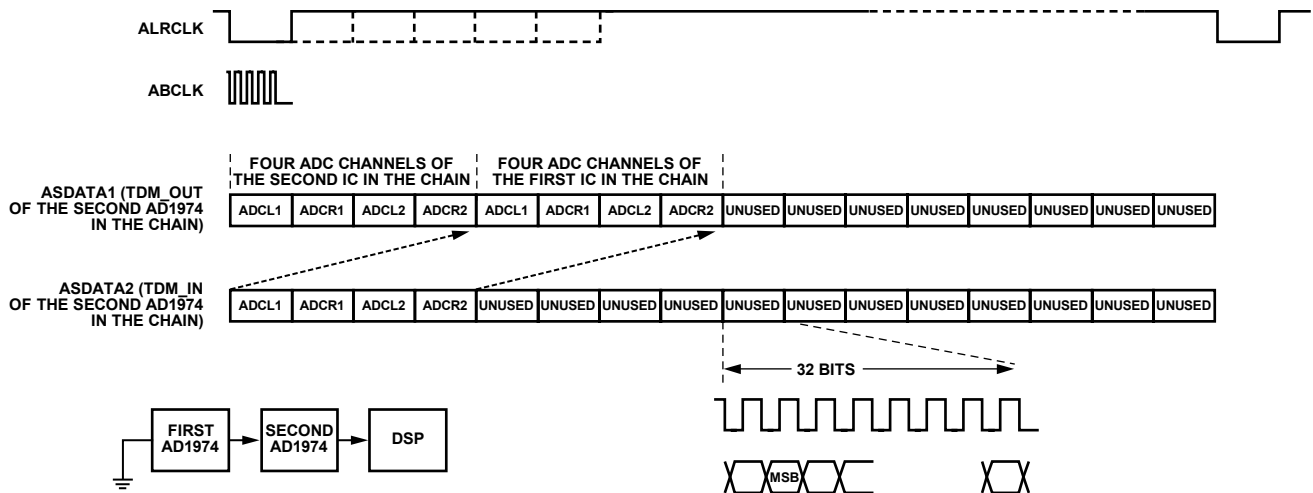 ALRCLK
ABCLK
FOUR ADC CHANNELS OF
THE SECOND IC IN THE CHAIN
FOUR ADC CHANNELS OF
THE FIRST IC IN THE CHAIN
ASDATA1 (TDM_OUT
OF THE SECOND AD1974
IN THE CHAIN)
ADCL1 ADCR1 ADCL2 ADCR2 ADCL1 ADCR1 ADCL2 ADCR2 UNUSED UNUSED UNUSED UNUSED UNUSED UNUSED UNUSED UNUSED
ASDATA2 (TDM_IN
OF THE SECOND AD1974
IN THE CHAIN)
ADCL1 ADCR1 ADCL2 ADCR2 UNUSED UNUSED UNUSED UNUSED UNUSED UNUSED UNUSED UNUSED UNUSED UNUSED UNUSED UNUSED
32 BITS
FIRST
AD1974
SECOND
AD1974
DSP
MSB